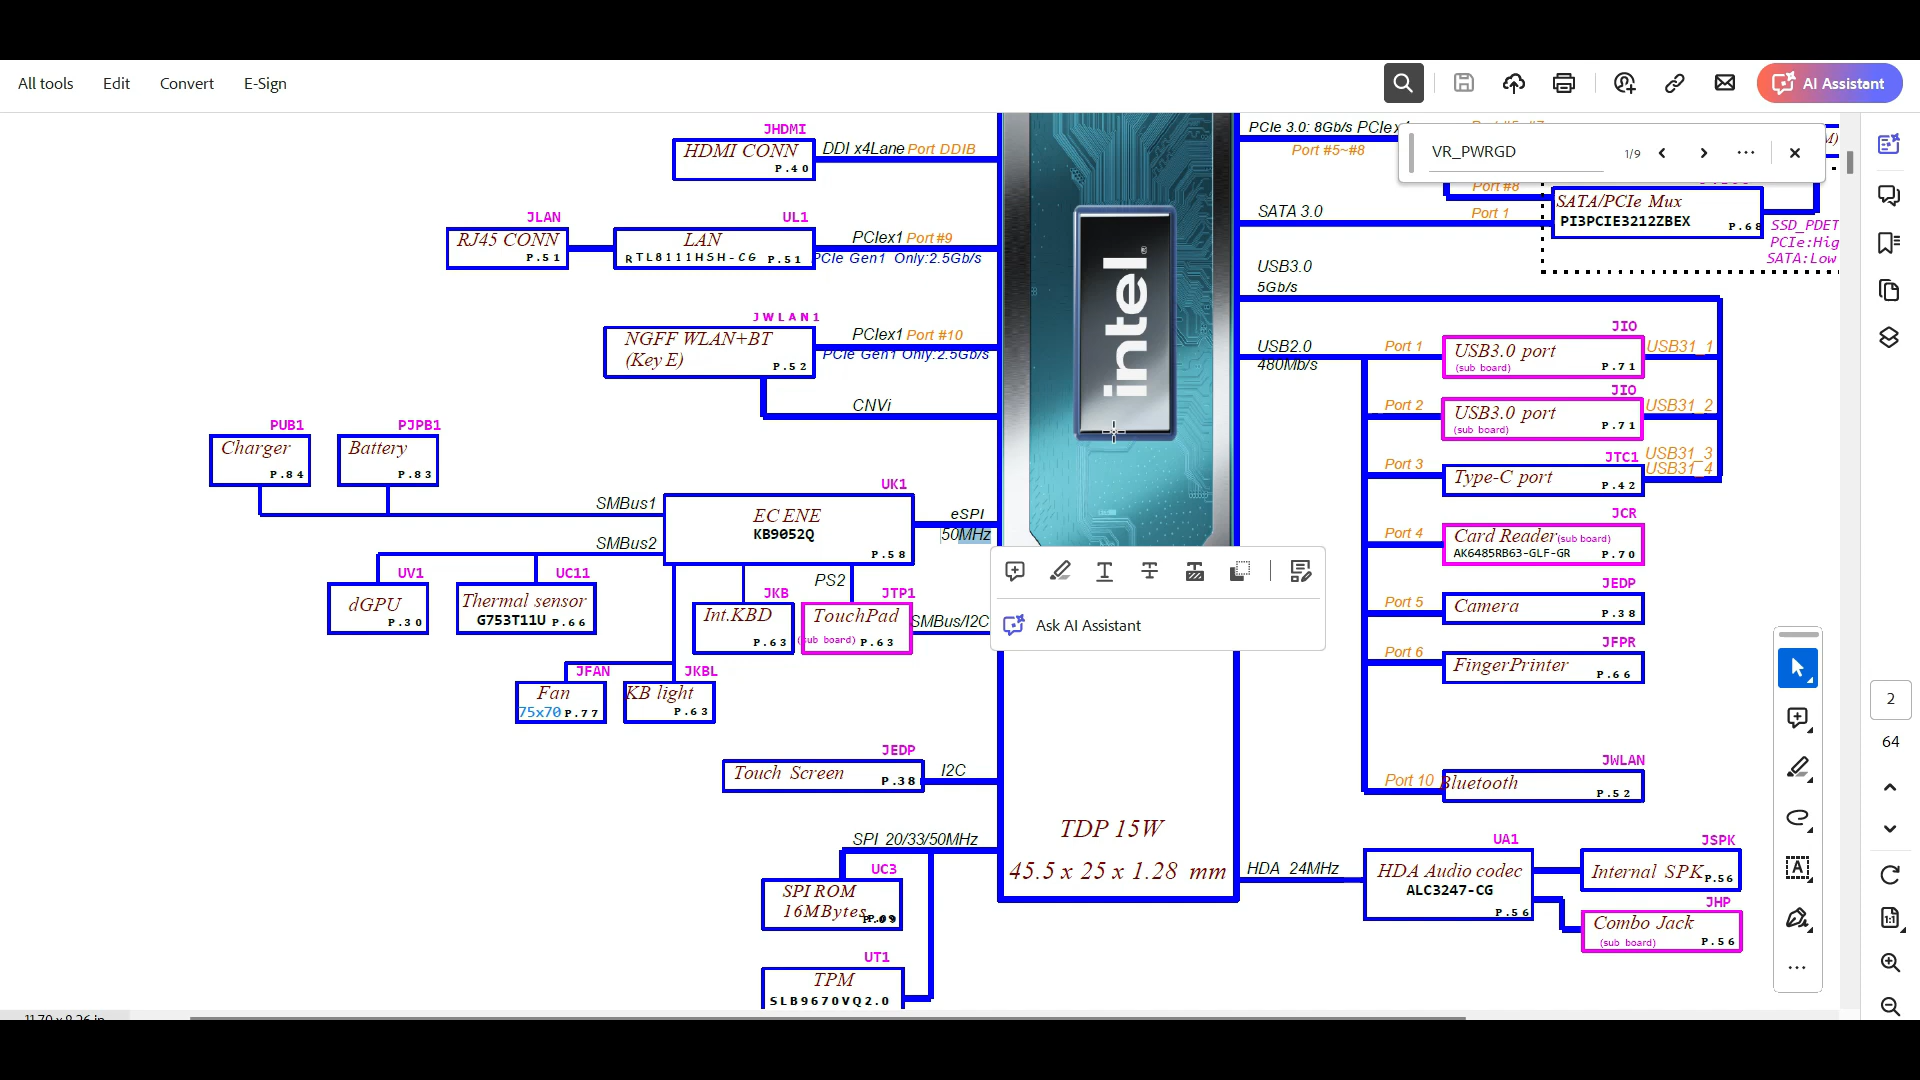 All tools
Edit
Convert
E-Sign
AI Assistant
VR_PWRGD
1/9
JHDMI
HDMI CONN
P.40
DDI x4Lane Port DDIB
PCIe 3.0: 8Gb/s
Port #5~#8
Port #8
SATA/PCIe Mux
PI3PCIE3212ZBEX
P.68
SSD_PDET
PCIe:Hig
SATA:Low
SATA 3.0
Port 1
JLAN
RJ45 CONN
P.51
UL1
LAN
RTL8111HSH-CG P.51
PCIex1 Port #9
PCIe Gen1 Only:2.5Gb/s
USB3.0
5Gb/s
intel
JWLAN1
NGFF WLAN+BT
(Key E)
P.52
PCIex1 Port #10
PCIe Gen1 Only:2.5Gb/s
CNVi
USB2.0
480Mb/s
Port 1
JIO
USB3.0 port
(sub board)
P.71
USB31_1
Port 2
JIO
USB3.0 port
(sub board)
P.71
USB31_2
Port 3
JTC1
Type-C port
P.42
USB31_3
USB31_4
Port 4
JCR
Card Reader(sub board)
AK6485RB63-GLF-GR
P.70
Port 5
JEDP
Camera
P.38
Port 6
JFPR
FingerPrinter
P.66
Port 10
JWLAN
Bluetooth
P.52
PUB1
Charger
P.84
PJPB1
Battery
P.83
SMBus1
SMBus2
UK1
EC ENE
KB9052Q
P.58
eSPI
50MHz
UV1
dGPU
P.30
UC11
Thermal sensor
G753T11U P.66
PS2
JKB
Int.KBD
P.63
JTP1
TouchPad
(sub board) P.63
SMBus/I2C
Ask AI Assistant
JFAN
Fan
75x70 P.77
JKBL
KB light
P.63
JEDP
Touch Screen
P.38
I2C
TDP 15W
45.5 x 25 x 1.28 mm
SPI 20/33/50MHz
UC3
SPI ROM
16MBytes
UT1
TPM
SLB9670VQ2.0
HDA 24MHz
UA1
HDA Audio codec
ALC3247-CG
P.56
JSPK
Internal SPK
P.56
JHP
Combo Jack
(sub board)
P.56
2
64